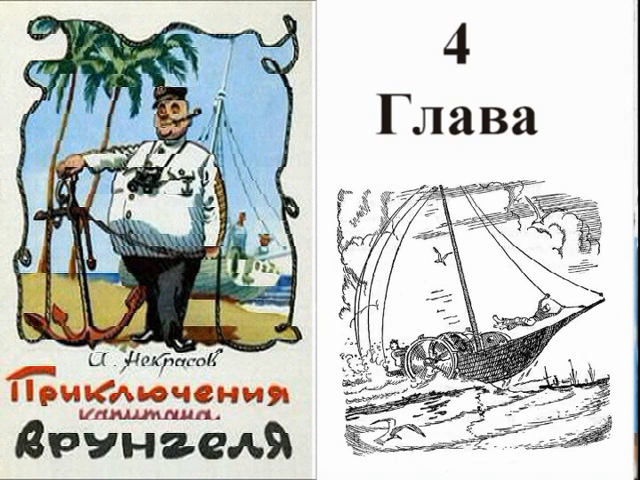 И. Некрасов
Приключения
капитана
Врунгеля
4
Глава